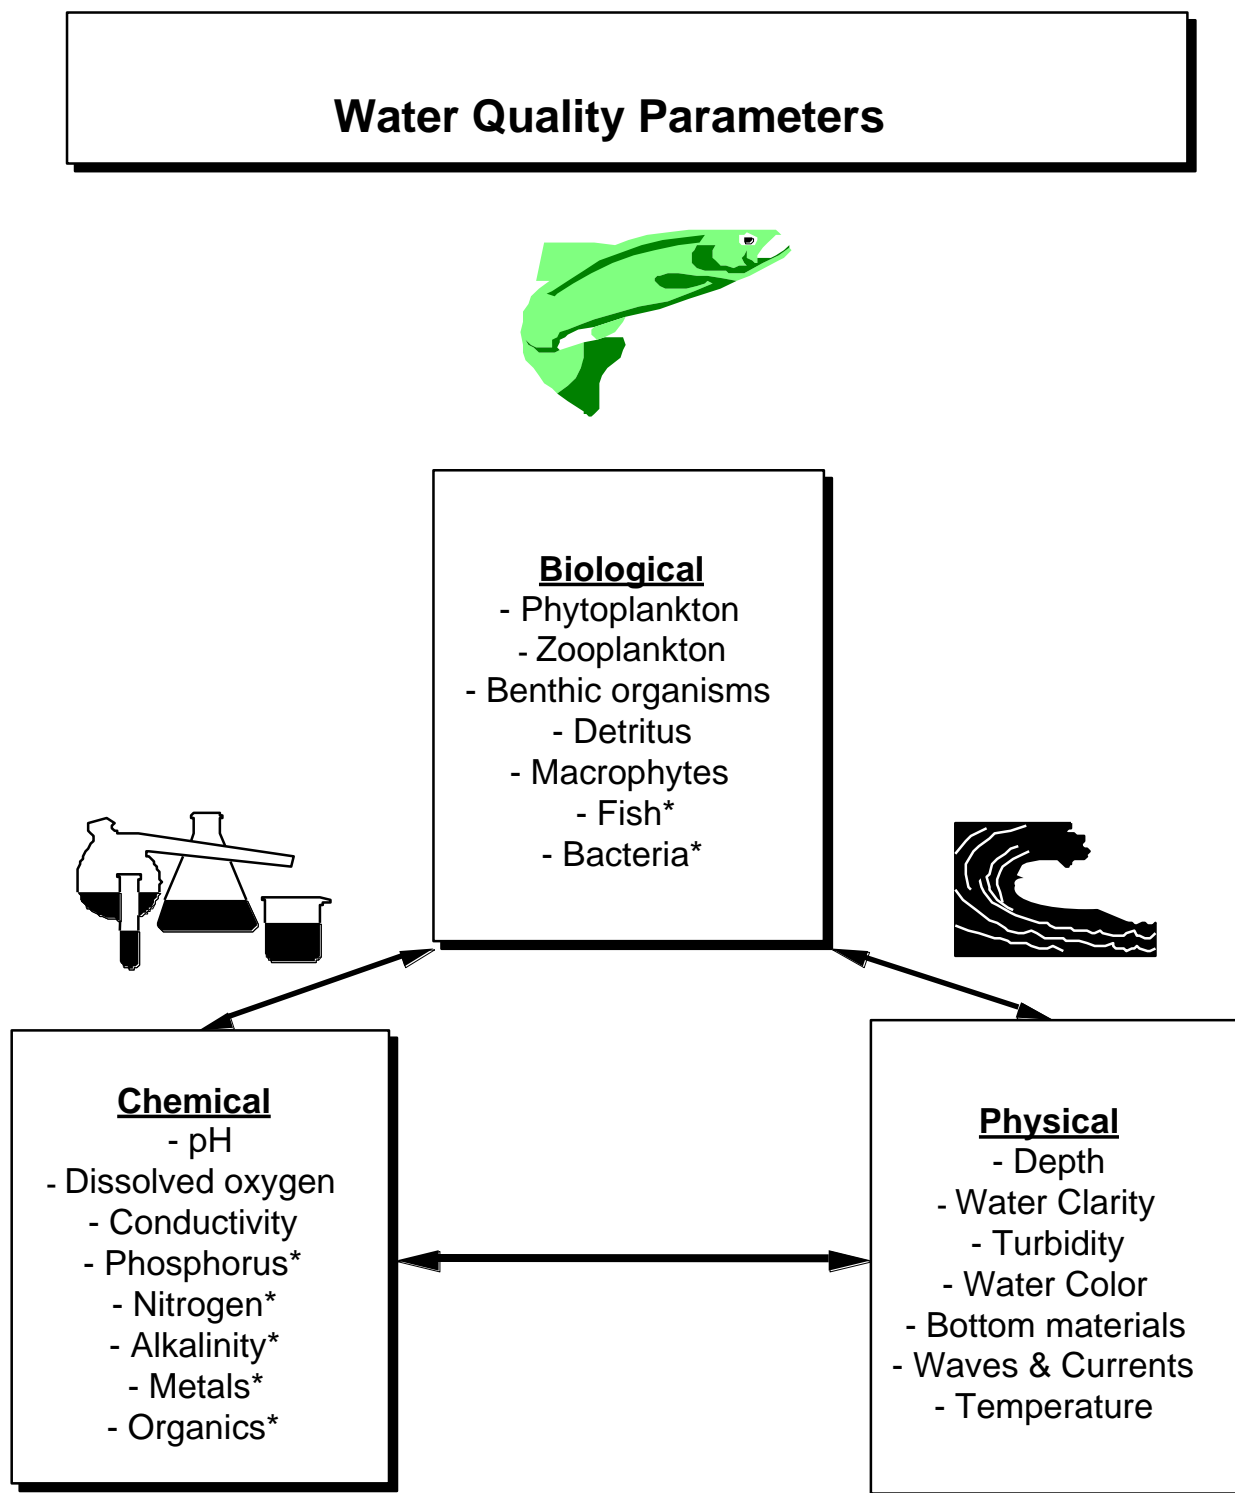 Water Quality Parameters
Biological
- Phytoplankton
- Zooplankton
- Benthic organisms
- Detritus
- Macrophytes
- Fish*
- Bacteria*
Chemical
- pH
- Dissolved oxygen
- Conductivity
- Phosphorus*
- Nitrogen*
- Alkalinity*
- Metals*
- Organics*
Physical
- Depth
- Water Clarity
- Turbidity
- Water Color
- Bottom materials
- Waves & Currents
- Temperature